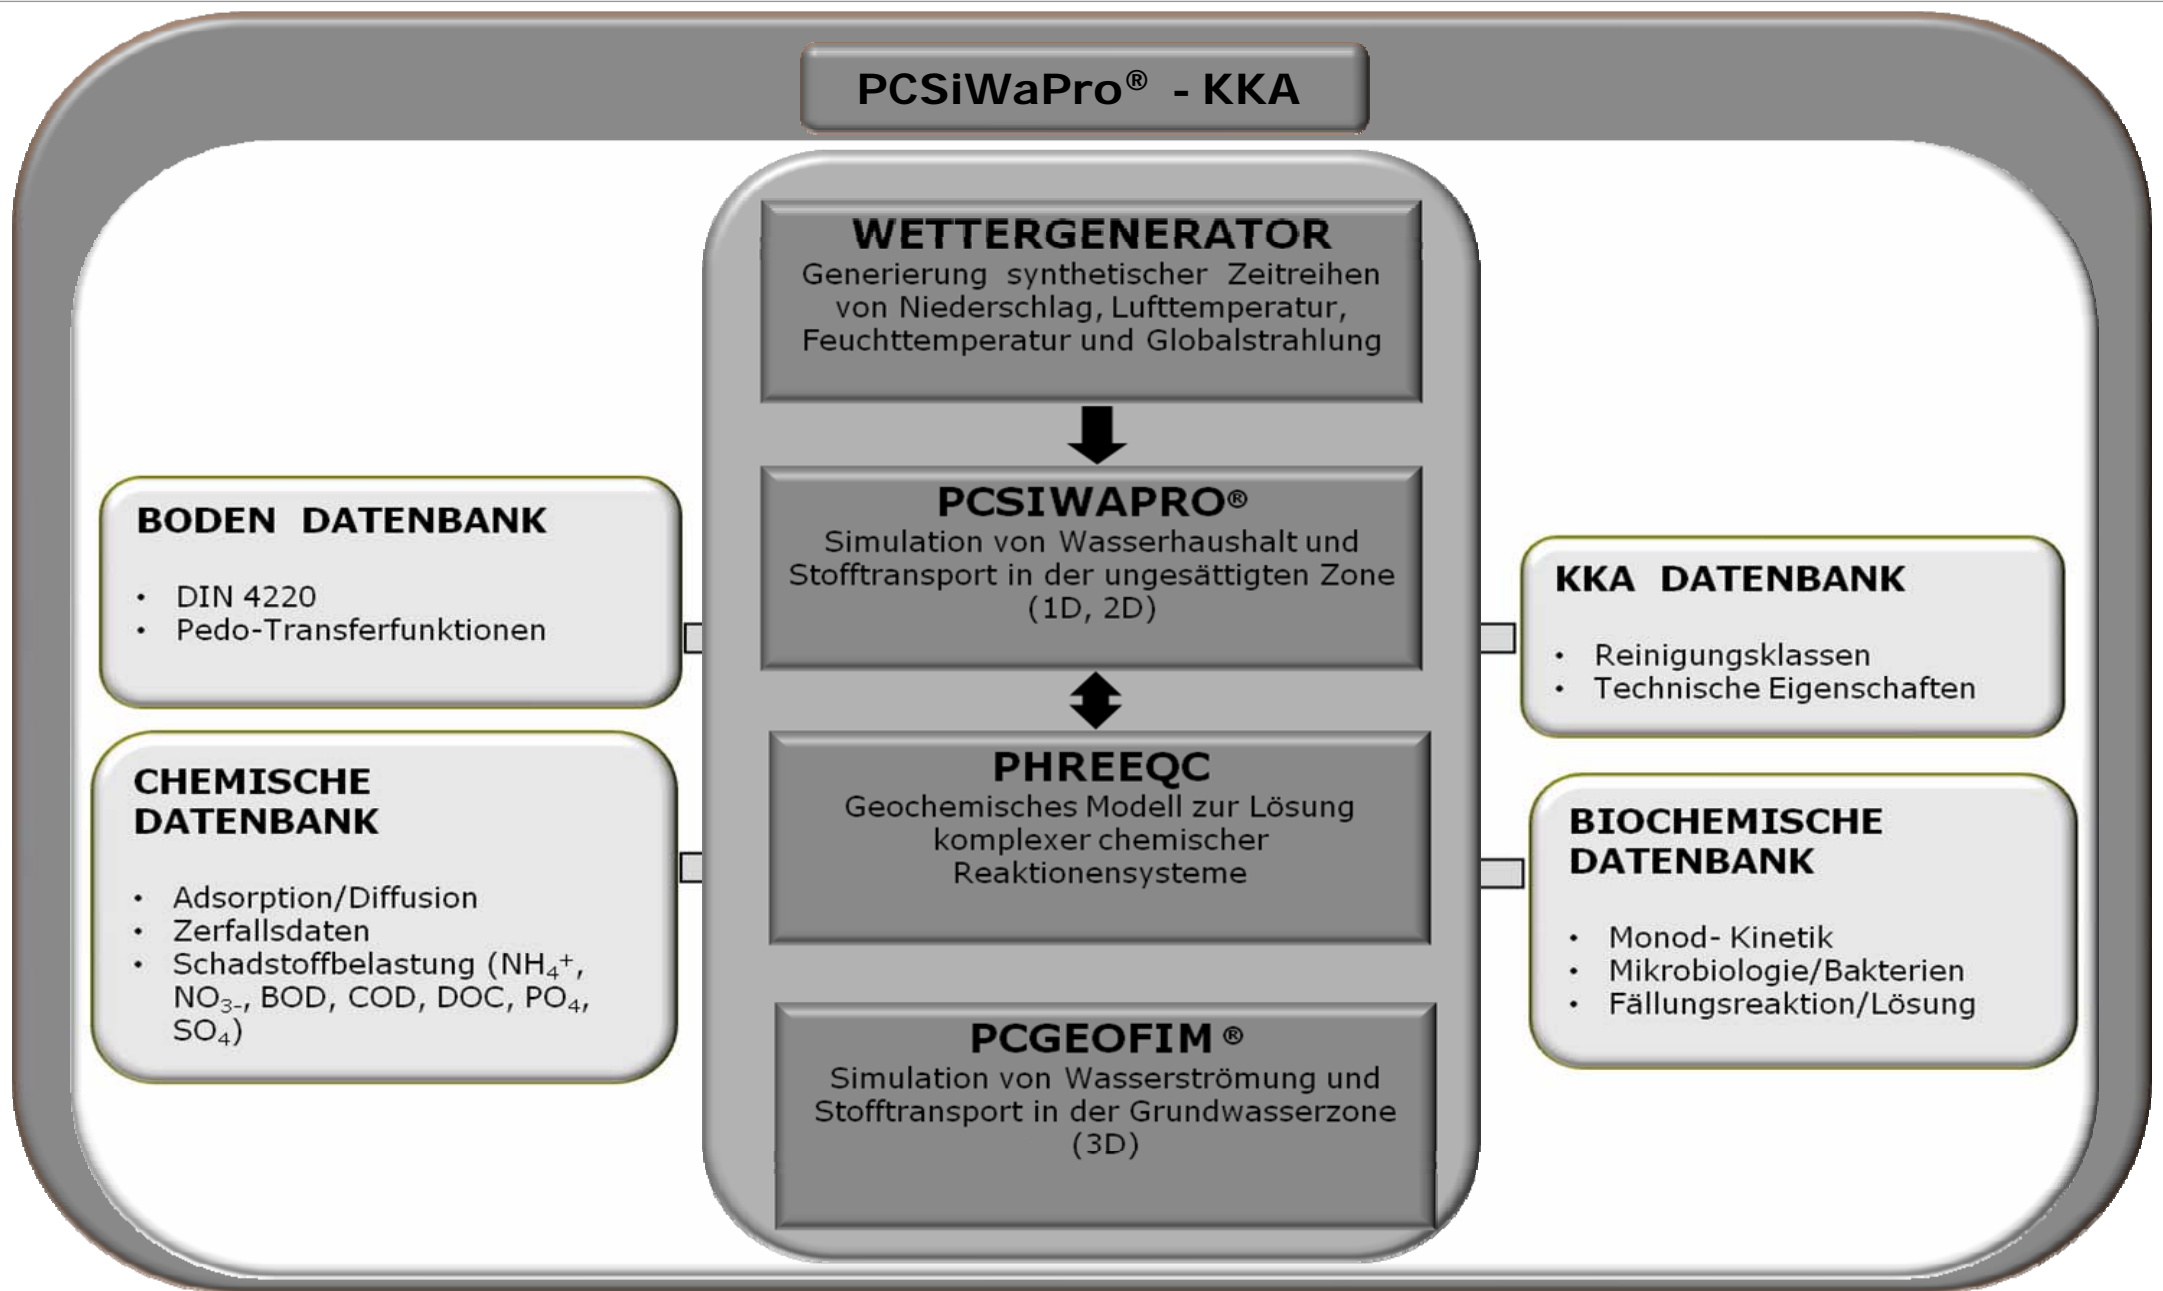 PCSiWaPro® - KKA
WETTERGENERATOR
Generierung synthetischer Zeitreihen
von Niederschlag, Lufttemperatur,
Feuchttemperatur und Globalstrahlung
PCSIWAPRO®
Simulation von Wasserhaushalt und
Stofftransport in der ungesättigten Zone
(1D, 2D)
PHREEQC
Geochemisches Modell zur Lösung
komplexer chemischer
Reaktionensysteme
PCGEOFIM ®
Simulation von Wasserströmung und
Stofftransport in der Grundwasserzone
(3D)
BODEN DATENBANK
• DIN 4220
• Pedo-Transferfunktionen
CHEMISCHE
DATENBANK
• Adsorption/Diffusion
• Zerfallsdaten
• Schadstoffbelastung (NH₄⁺,
NO₃₋, BOD, COD, DOC, PO₄,
SO₄)
KKA DATENBANK
• Reinigungsklassen
• Technische Eigenschaften
BIOCHEMISCHE
DATENBANK
• Monod- Kinetik
• Mikrobiologie/Bakterien
• Fällungsreaktion/Lösung